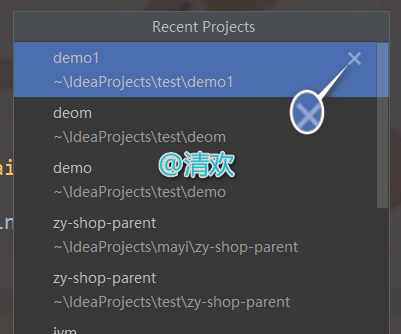 Recent Projects
demo1
~\IdeaProjects\test\demo1
deom
~\IdeaProjects\test\deom
demo
~\IdeaProjects\test\demo
@清欢
zy-shop-parent
~\IdeaProjects\mayi\zy-shop-parent
zy-shop-parent
~\IdeaProjects\test\zy-shop-parent